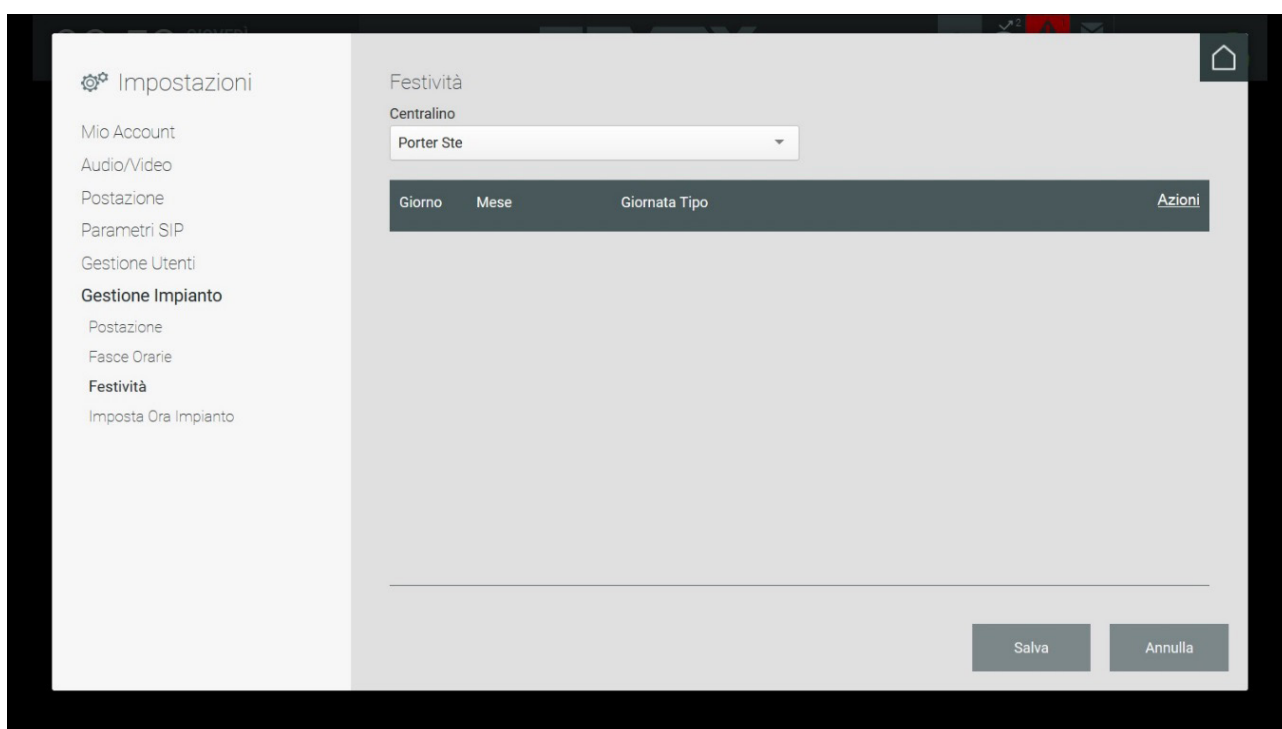 Impostazioni
Mio Account
Audio/Video
Postazione
Parametri SIP
Gestione Utenti
Gestione Impianto
Postazione
Fasce Orarie
Festività
Imposta Ora Impianto
Festività
Centralino
Porter Ste
Giorno Mese Giornata Tipo Azioni
Salva Annulla